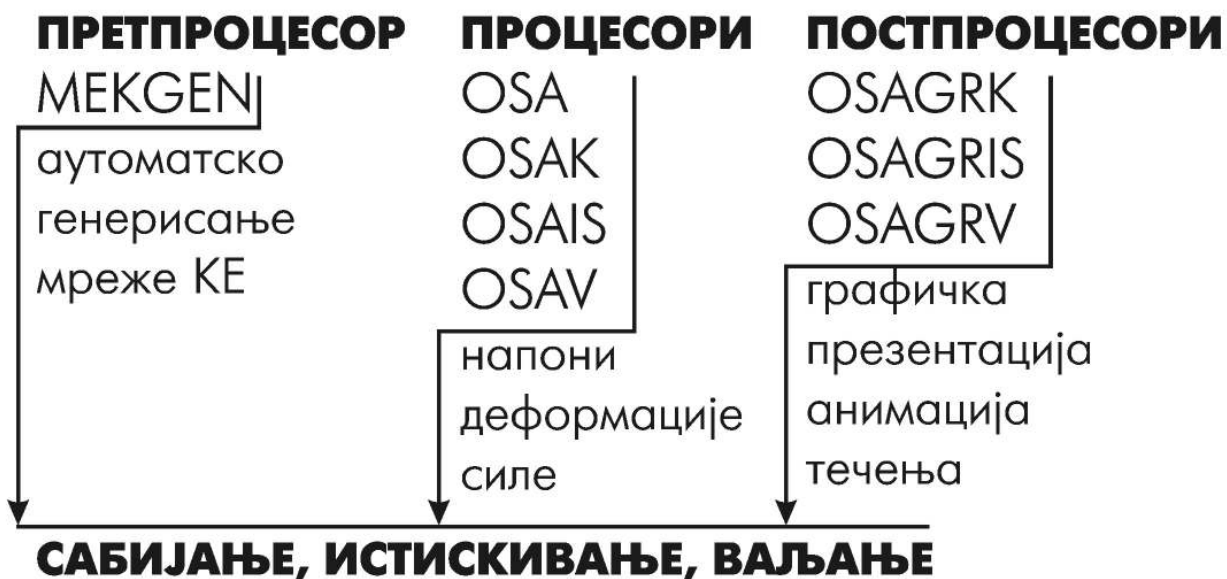 ПРЕТПРОЦЕСОР
MEKGEN
аутоматско
генерисање
мреже КЕ
ПРОЦЕСОРИ
OSA
OSAK
OSAIS
OSAV
напони
деформације
силе
ПОСТПРОЦЕСОРИ
OSAGRK
OSAGRIS
OSAGRV
графичка
презентација
анимација
течења
САБИЈАЊЕ, ИСТИСКИВАЊЕ, ВАЉАЊЕ